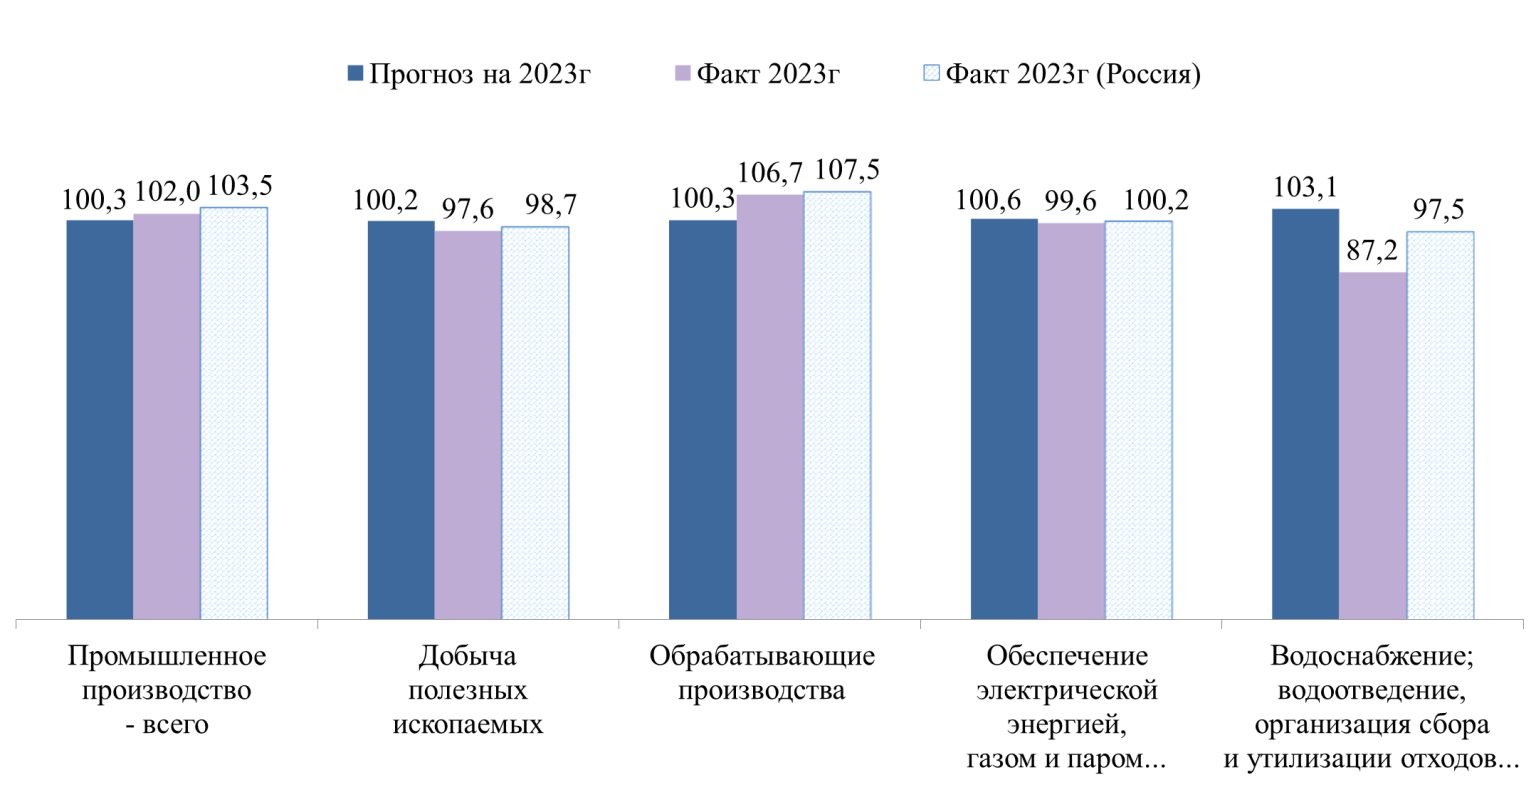 Прогноз на 2023г
Факт 2023г
Факт 2023г (Россия)
100,3
102,0
103,5
100,2
97,6
98,7
100,3
106,7
107,5
100,6
99,6
100,2
103,1
87,2
97,5
Промышленное
производство
- всего
Добыча
полезных
ископаемых
Обрабатывающие
производства
Обеспечение
электрической
энергией,
газом и паром...
Водоснабжение;
водоотведение,
организация сбора
и утилизации отходов...